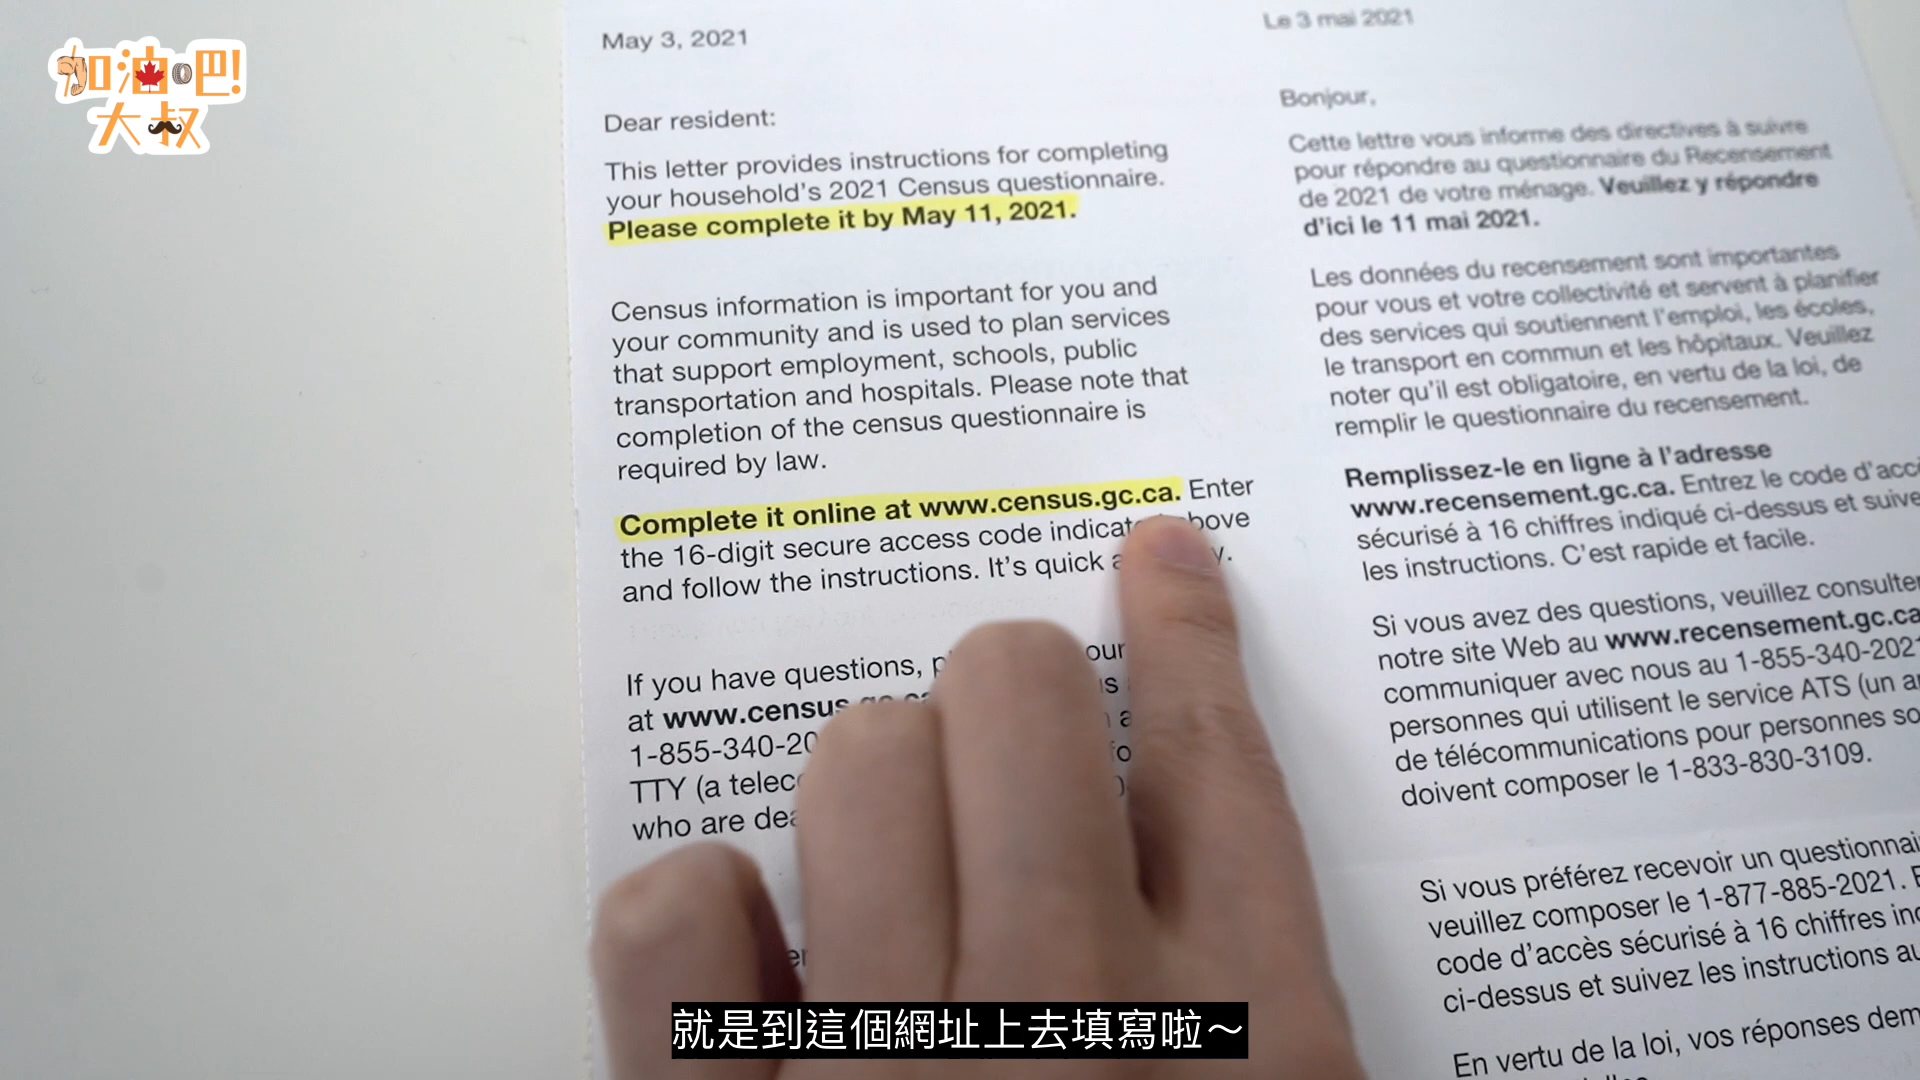 加油吧!
大叔
May 3, 2021
Dear resident:
This letter provides instructions for completing
your household's 2021 Census questionnaire.
Please complete it by May 11, 2021.
Census information is important for you and
your community and is used to plan services
that support employment, schools, public
transportation and hospitals. Please note that
completion of the census questionnaire is
required by law.
Complete it online at www.census.gc.ca. Enter
the 16-digit secure access code
and follow the instructions. It's quick
If you have questions,
at www.census
1-855-340-20
TTY (a
who are
Le 3 mai 2021
Bonjour,
Cette lettre vous informe des directives à suivre
pour répondre au questionnaire du Recensement
de 2021 de votre ménage. Veuillez y répondre
d'ici le 11 mai 2021.
Les données du recensement sont importantes
pour vous et votre collectivité et servent à planifier
des services qui soutiennent l'emploi, les écoles,
le transport en commun et les hôpitaux. Veuillez
noter qu'il est obligatoire, en vertu de la loi, de
remplir le questionnaire du recensement.
Remplissez-le en ligne à l'adresse
www.recensement.gc.ca. Entrez le code
sécurisé à 16 chiffres indiqué ci-dessus et
les instructions. C'est rapide et facile.
Si vous avez des questions, veuillez
notre site Web au www.recensement.gc.ca
communiquer avec nous au 1-855-340-2021
personnes qui utilisent le service ATS (un
de télécommunications pour personnes
doivent composer le 1-833-830-3109.
Si vous préférez recevoir un
veuillez composer le 1-877-885-2021.
code d'accès sécurisé à 16 chiffres
ci-dessus et suivez les instructions
En vertu de la loi, vos réponses
就是到這個網址上去填寫啦～